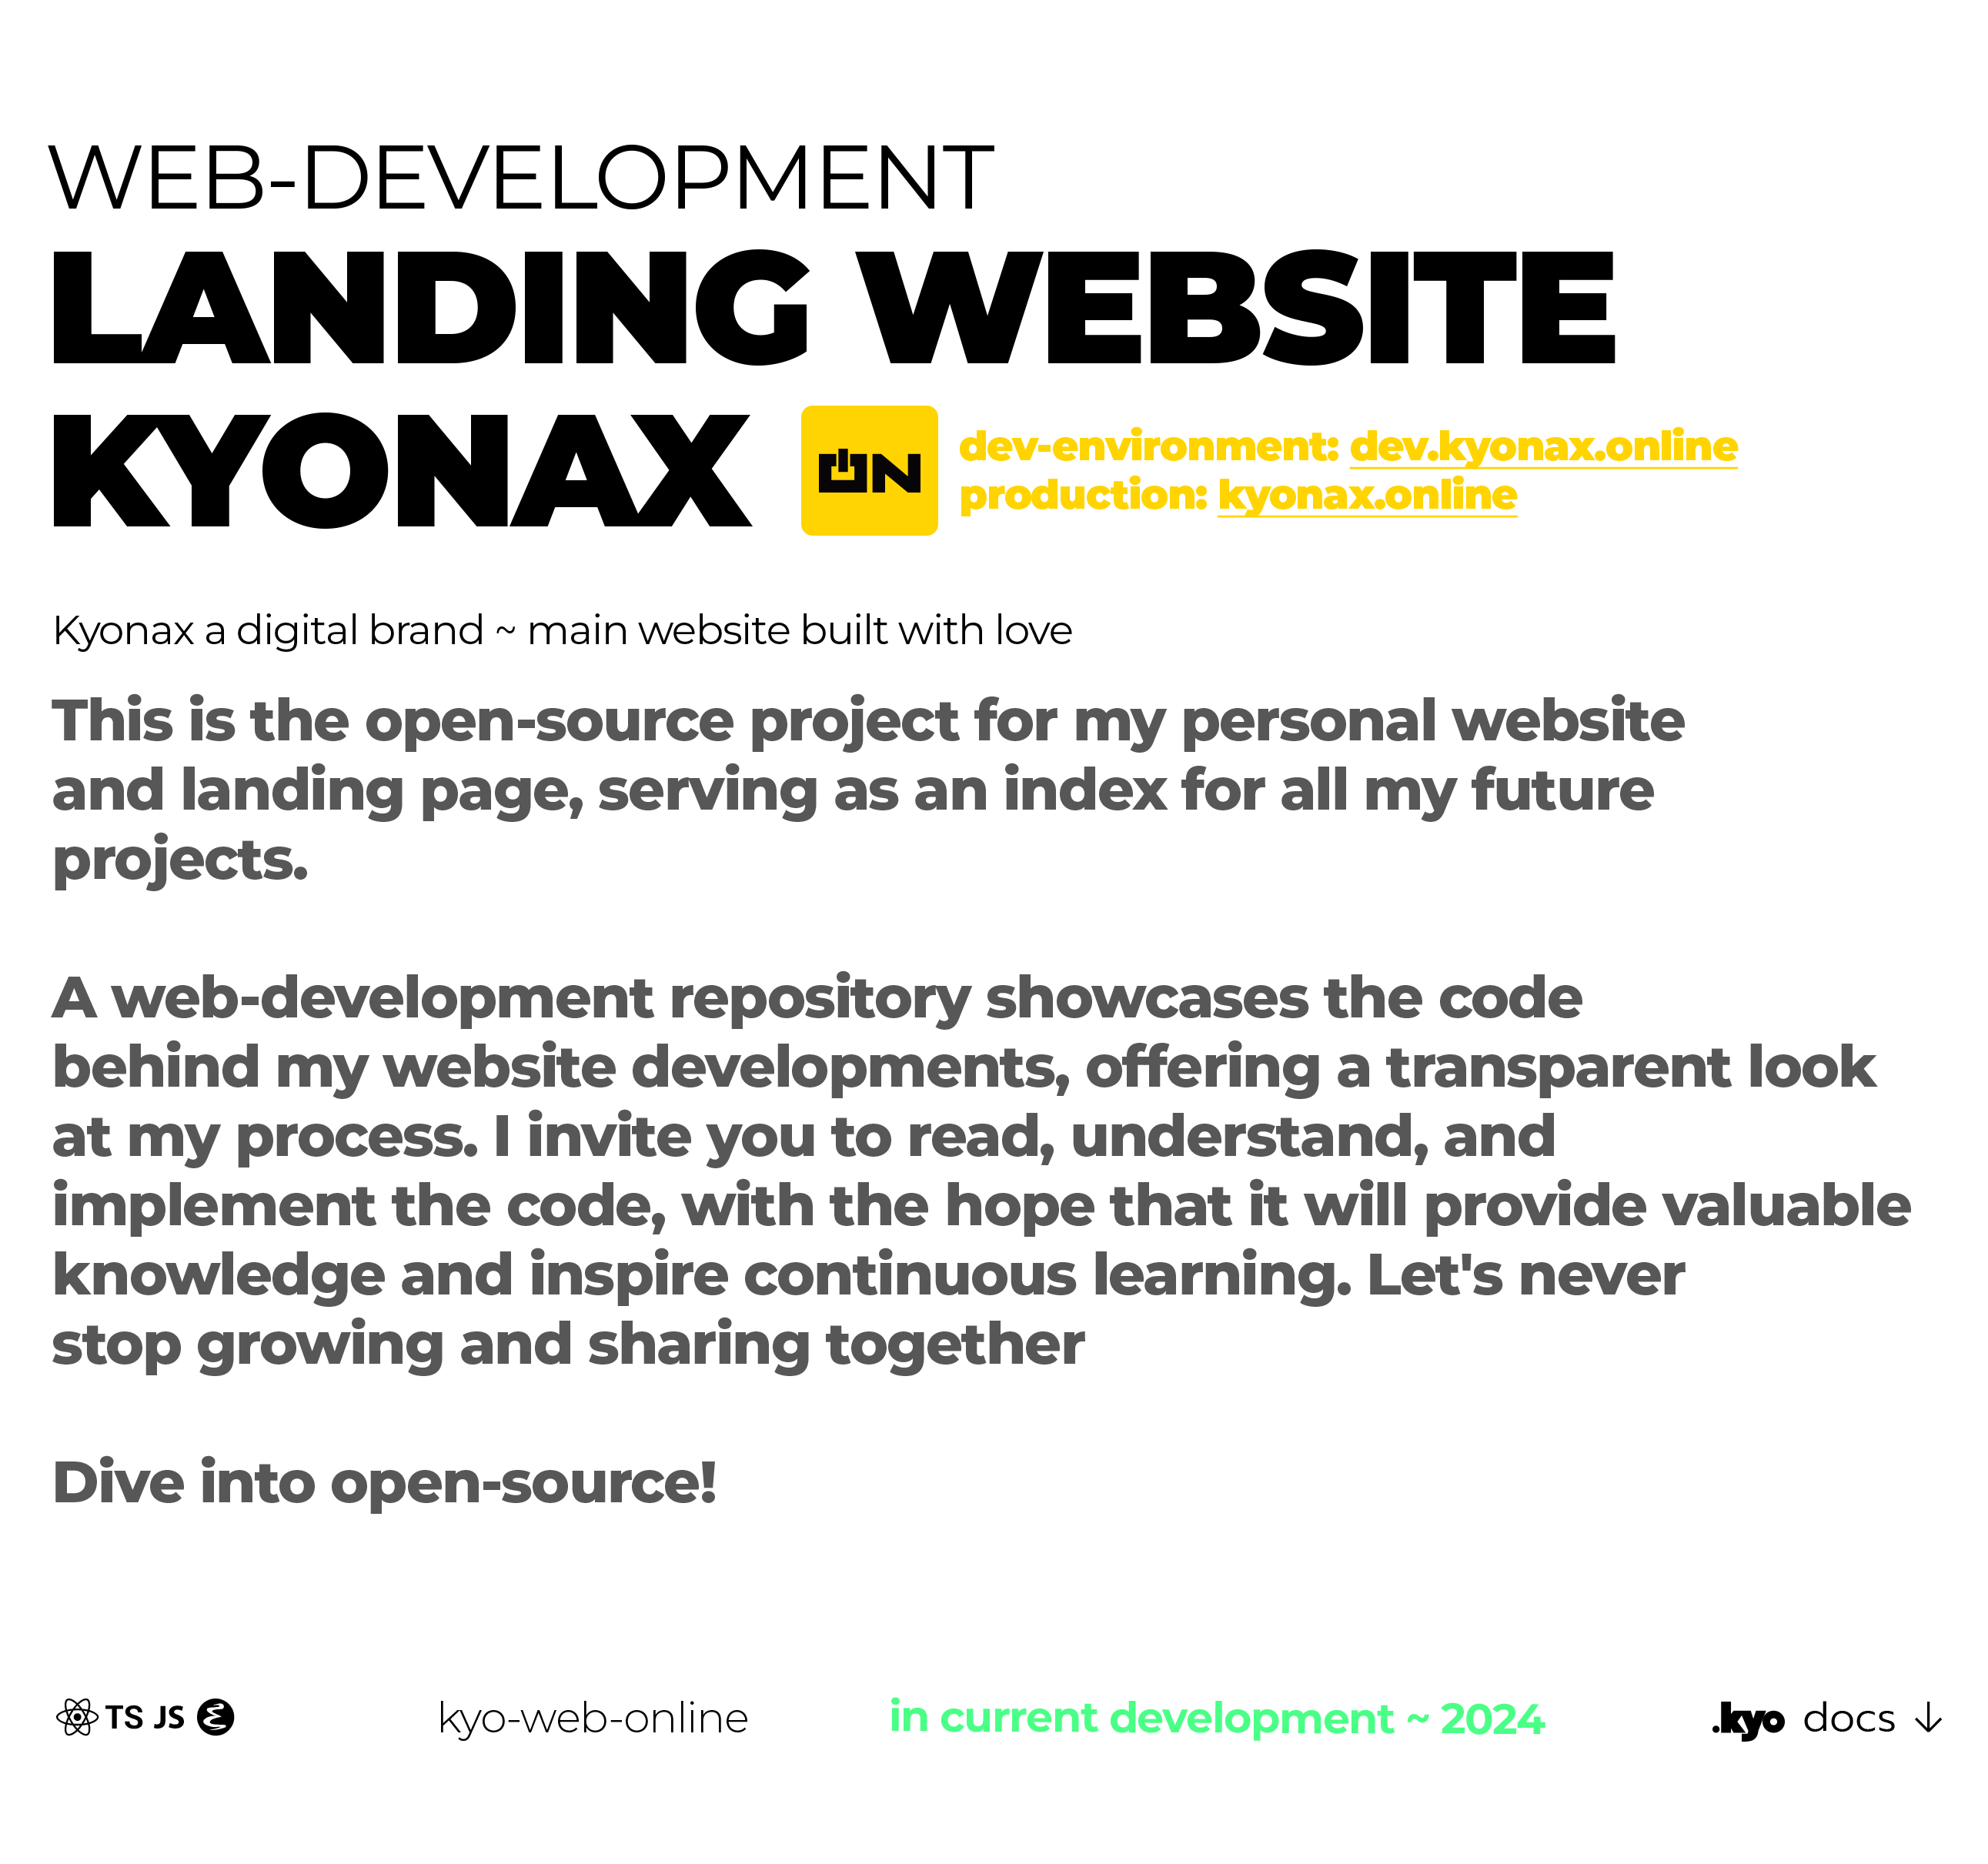 WEB-DEVELOPMENT
LANDING WEBSITE
KYONAX
ON
dev-environment: dev.kyonax.online
production: kyonax.online
Kyonax a digital brand ~ main website built with love
This is the open-source project for my personal website
and landing page, serving as an index for all my future
projects.
A web-development repository showcases the code
behind my website developments, offering a transparent look
at my process. I invite you to read, understand, and
implement the code, with the hope that it will provide valuable
knowledge and inspire continuous learning. Let's never
stop growing and sharing together
Dive into open-source!
TS JS
kyo-web-online
in current development ~ 2024
.kyo docs ↓